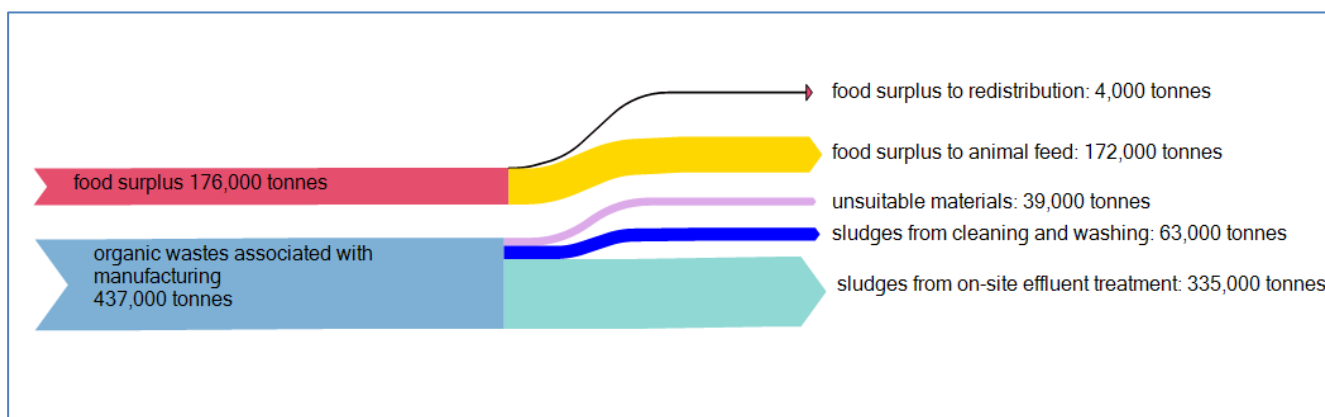 food surplus to redistribution: 4,000 tonnes
food surplus to animal feed: 172,000 tonnes
food surplus 176,000 tonnes
unsuitable materials: 39,000 tonnes
sludges from cleaning and washing: 63,000 tonnes
organic wastes associated with
manufacturing
437,000 tonnes
sludges from on-site effluent treatment: 335,000 tonnes